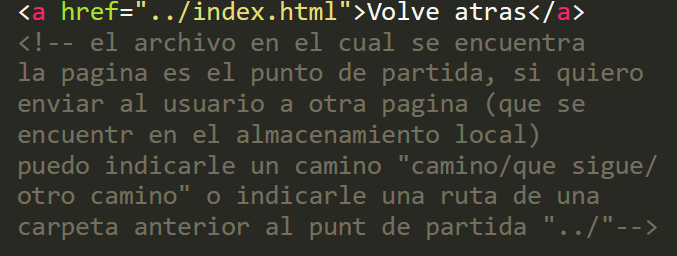 <a href="../index.html">Volve atras</a>
<!-- el archivo en el cual se encuentra
la pagina es el punto de partida, si quiero
enviar al usuario a otra pagina (que se
encuentr en el almacenamiento local)
puedo indicarle un camino "camino/que sigue/
otro camino" o indicarle una ruta de una
carpeta anterior al punt de partida "../"-->